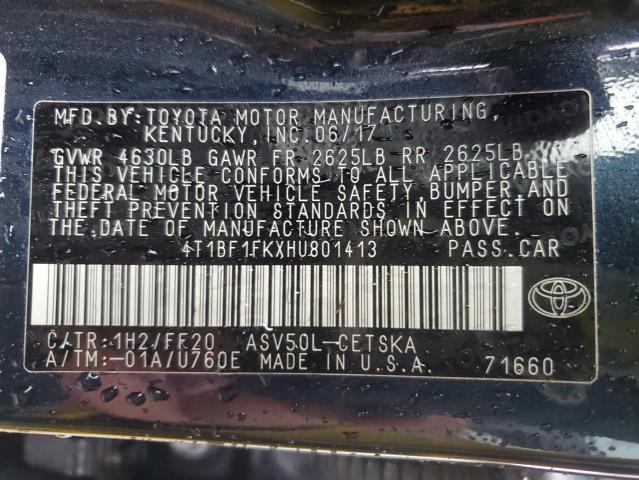 MFD.BY:TOYOTA MOTOR MANUFACTURING,
KENTUCKY,INC.06/17
GVWR 4630LB GAWR FR 2625LB RR 2625LB
THIS VEHICLE CONFORMS TO ALL APPLICABLE
FEDERAL MOTOR VEHICLE SAFETY, BUMPER AND
THEFT PREVENTION STANDARDS IN EFFECT ON
THE DATE OF MANUFACTURE SHOWN ABOVE.
4T1BF1FKXHU801413 PASS.CAR
C/TR:1H2/FF20 ASV50L-CETSKA
A/TM:-01A/U760E MADE IN U.S.A. 71660